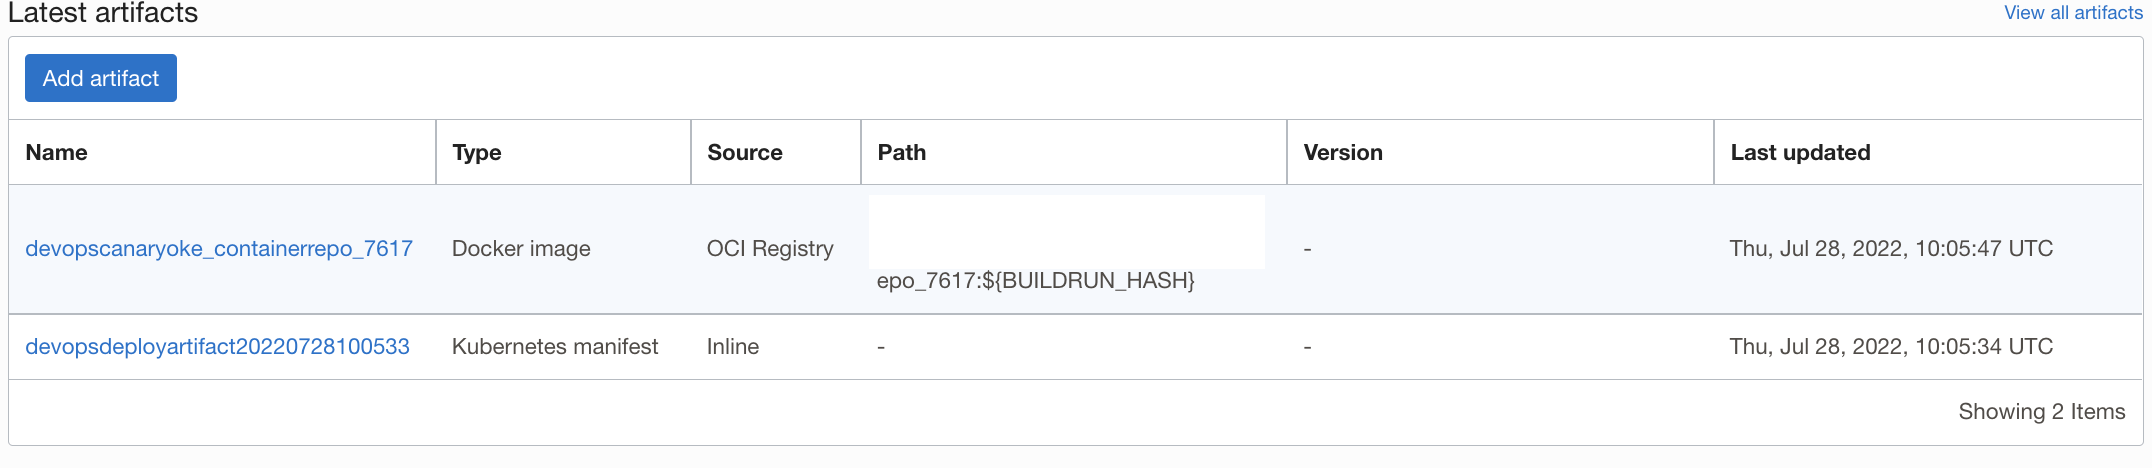 Latest artifacts
View all artifacts
Add artifact
Name Type Source Path Version Last updated
devopscanaryoke_containerrepo_7617 Docker image OCI Registry - Thu, Jul 28, 2022, 10:05:47 UTC
epo_7617:${BUILDRUN_HASH}
devopsdeployartifact20220728100533 Kubernetes manifest Inline - - Thu, Jul 28, 2022, 10:05:34 UTC
Showing 2 Items